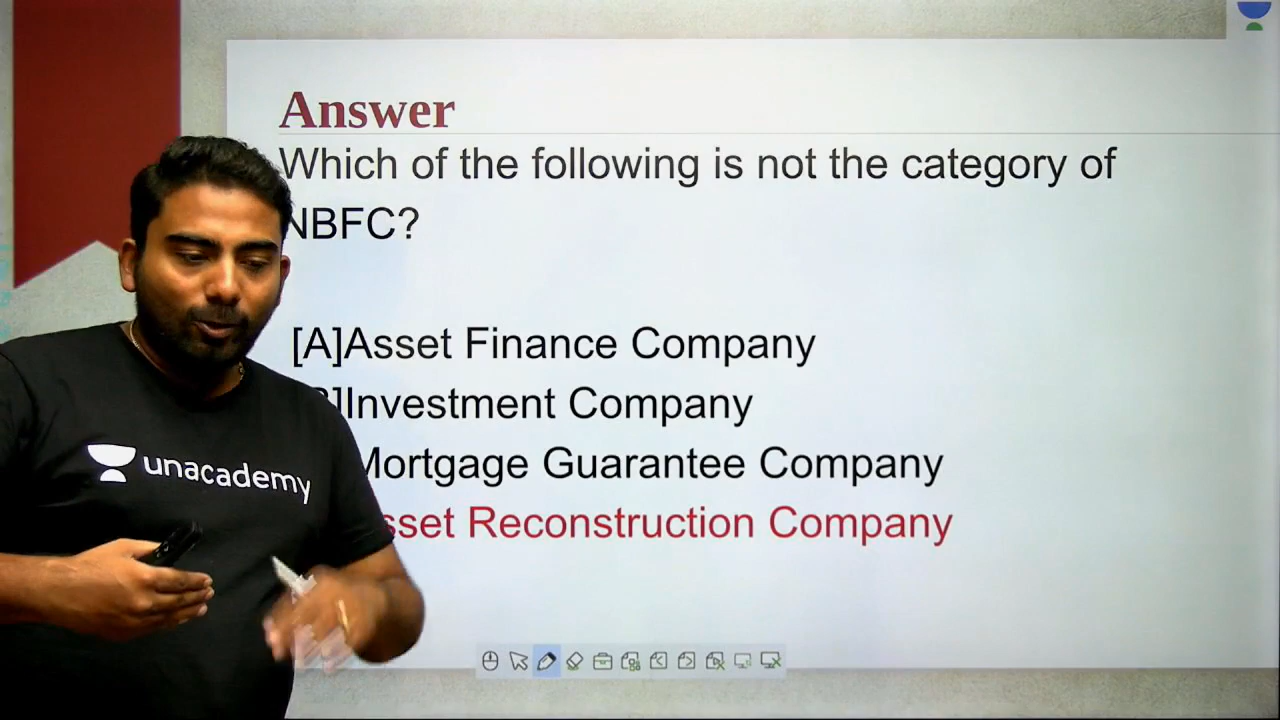 Answer
Which of the following is not the category of
NBFC?
[A]Asset Finance Company
]Investment Company
Mortgage Guarantee Company
Asset Reconstruction Company
unacademy